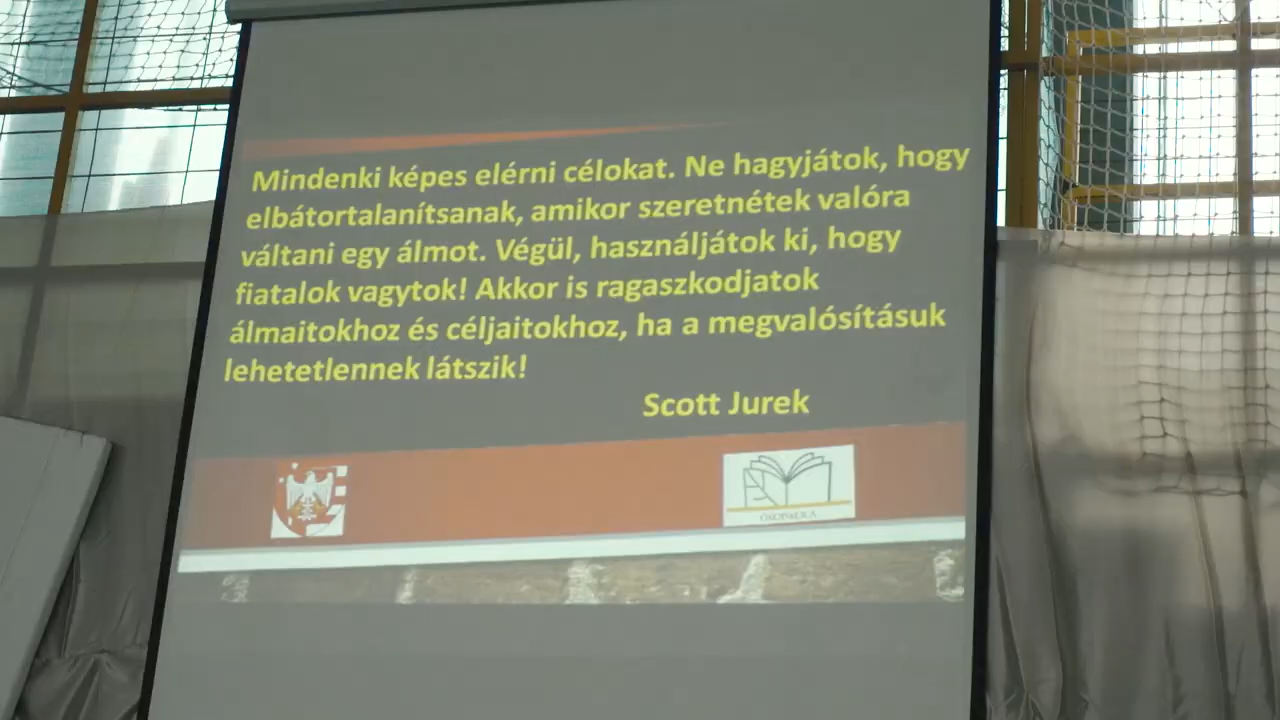 Mindenki képes elérni célokat. Ne hagyjátok, hogy
elbátortalanítsanak, amikor szeretnétek valóra
váltani egy álmot. Végül, használjátok ki, hogy
fiatalok vagytok! Akkor is ragaszkodjatok
álmaitokhoz és céljaitokhoz, ha a megvalósításuk
lehetetlennek látszik!
Scott Jurek
ÖKOISKOLA